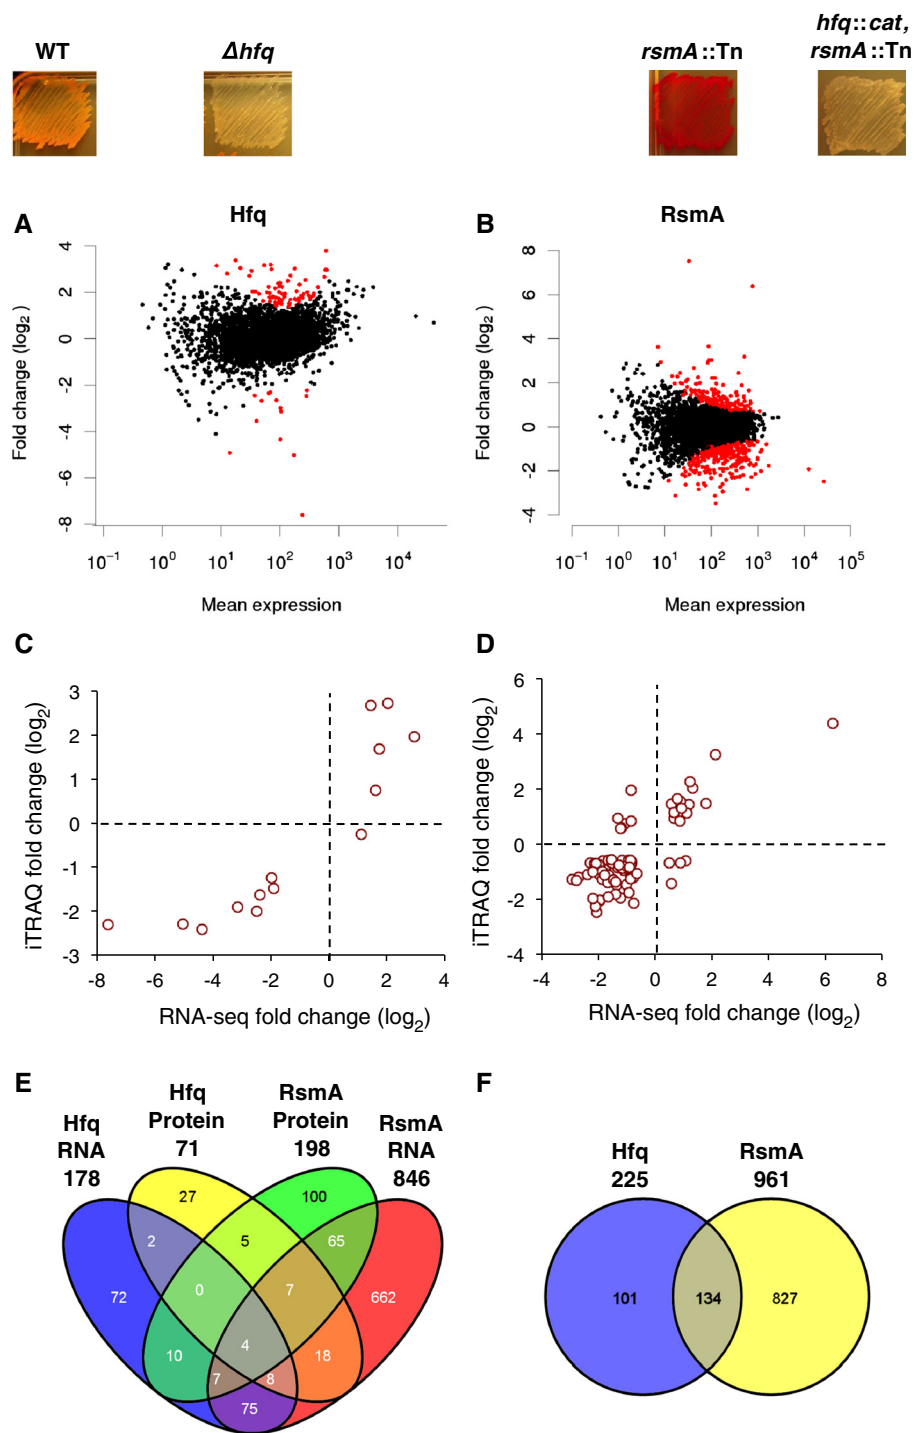 WT
Δhfq
rsmA::Tn
hfq::cat,
rsmA::Tn
A
Hfq
Fold change (log2)
4
2
0
-2
-4
-6
-8
10−1
100
101
102
103
104
Mean expression
B
RsmA
Fold change (log2)
8
6
4
2
0
-2
-4
10−1
100
101
102
103
104
105
Mean expression
C
iTRAQ fold change (log2)
3
2
1
0
-1
-2
-3
-8
-6
-4
-2
0
2
4
RNA-seq fold change (log2)
D
iTRAQ fold change (log2)
6
4
2
0
-2
-4
-4
-2
0
2
4
6
8
RNA-seq fold change (log2)
E
Hfq
RNA
178
Hfq
Protein
71
RsmA
Protein
198
RsmA
RNA
846
27
100
2
5
65
72
0
7
662
10
4
18
7
8
75
F
Hfq
225
RsmA
961
101
134
827